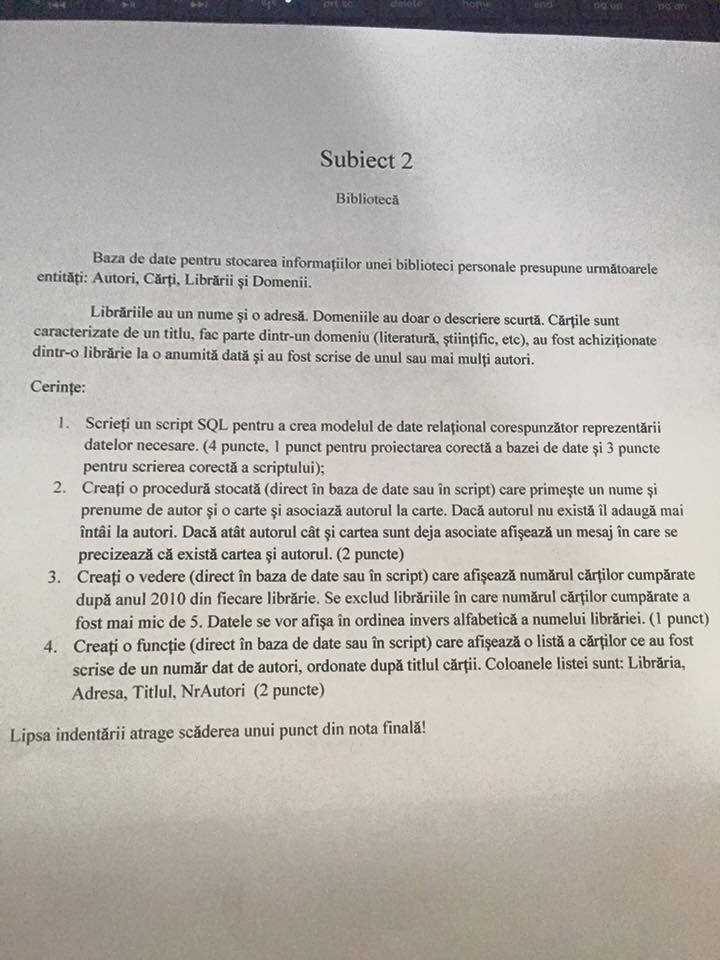 delete
home
end
Subiect 2
Bibliotecă
Baza de date pentru stocarea informațiilor unei biblioteci personale presupune următoarele
entități: Autori, Cărți, Librării și Domenii.
Librăriile au un nume și o adresă. Domeniile au doar o descriere scurtă. Cărțile sunt
caracterizate de un titlu, fac parte dintr-un domeniu (literatură, științific, etc), au fost achiziționate
dintr-o librărie la o anumită dată și au fost scrise de unul sau mai mulți autori.
Cerințe:
1. Scrieți un script SQL pentru a crea modelul de date relațional corespunzător reprezentării
datelor necesare. (4 puncte, 1 punct pentru proiectarea corectă a bazei de date și 3 puncte
pentru scrierea corectă a scriptului);
2. Creați o procedură stocată (direct în baza de date sau în script) care primește un nume și
prenume de autor și o carte și asociază autorul la carte. Dacă autorul nu există îl adaugă mai
întâi la autori. Dacă atât autorul cât și cartea sunt deja asociate afișează un mesaj în care se
precizează că există cartea și autorul. (2 puncte)
3. Creați o vedere (direct în baza de date sau în script) care afișează numărul cărților cumpărate
după anul 2010 din fiecare librărie. Se exclud librăriile în care numărul cărților cumpărate a
fost mai mic de 5. Datele se vor afișa în ordinea invers alfabetică a numelui librăriei. (1 punct)
4. Creați o funcție (direct în baza de date sau în script) care afișează o listă a cărților ce au fost
scrise de un număr dat de autori, ordonate după titlul cărții. Coloanele listei sunt: Librăria,
Adresa, Titlul, NrAutori (2 puncte)
Lipsa indentării atrage scăderea unui punct din nota finală!